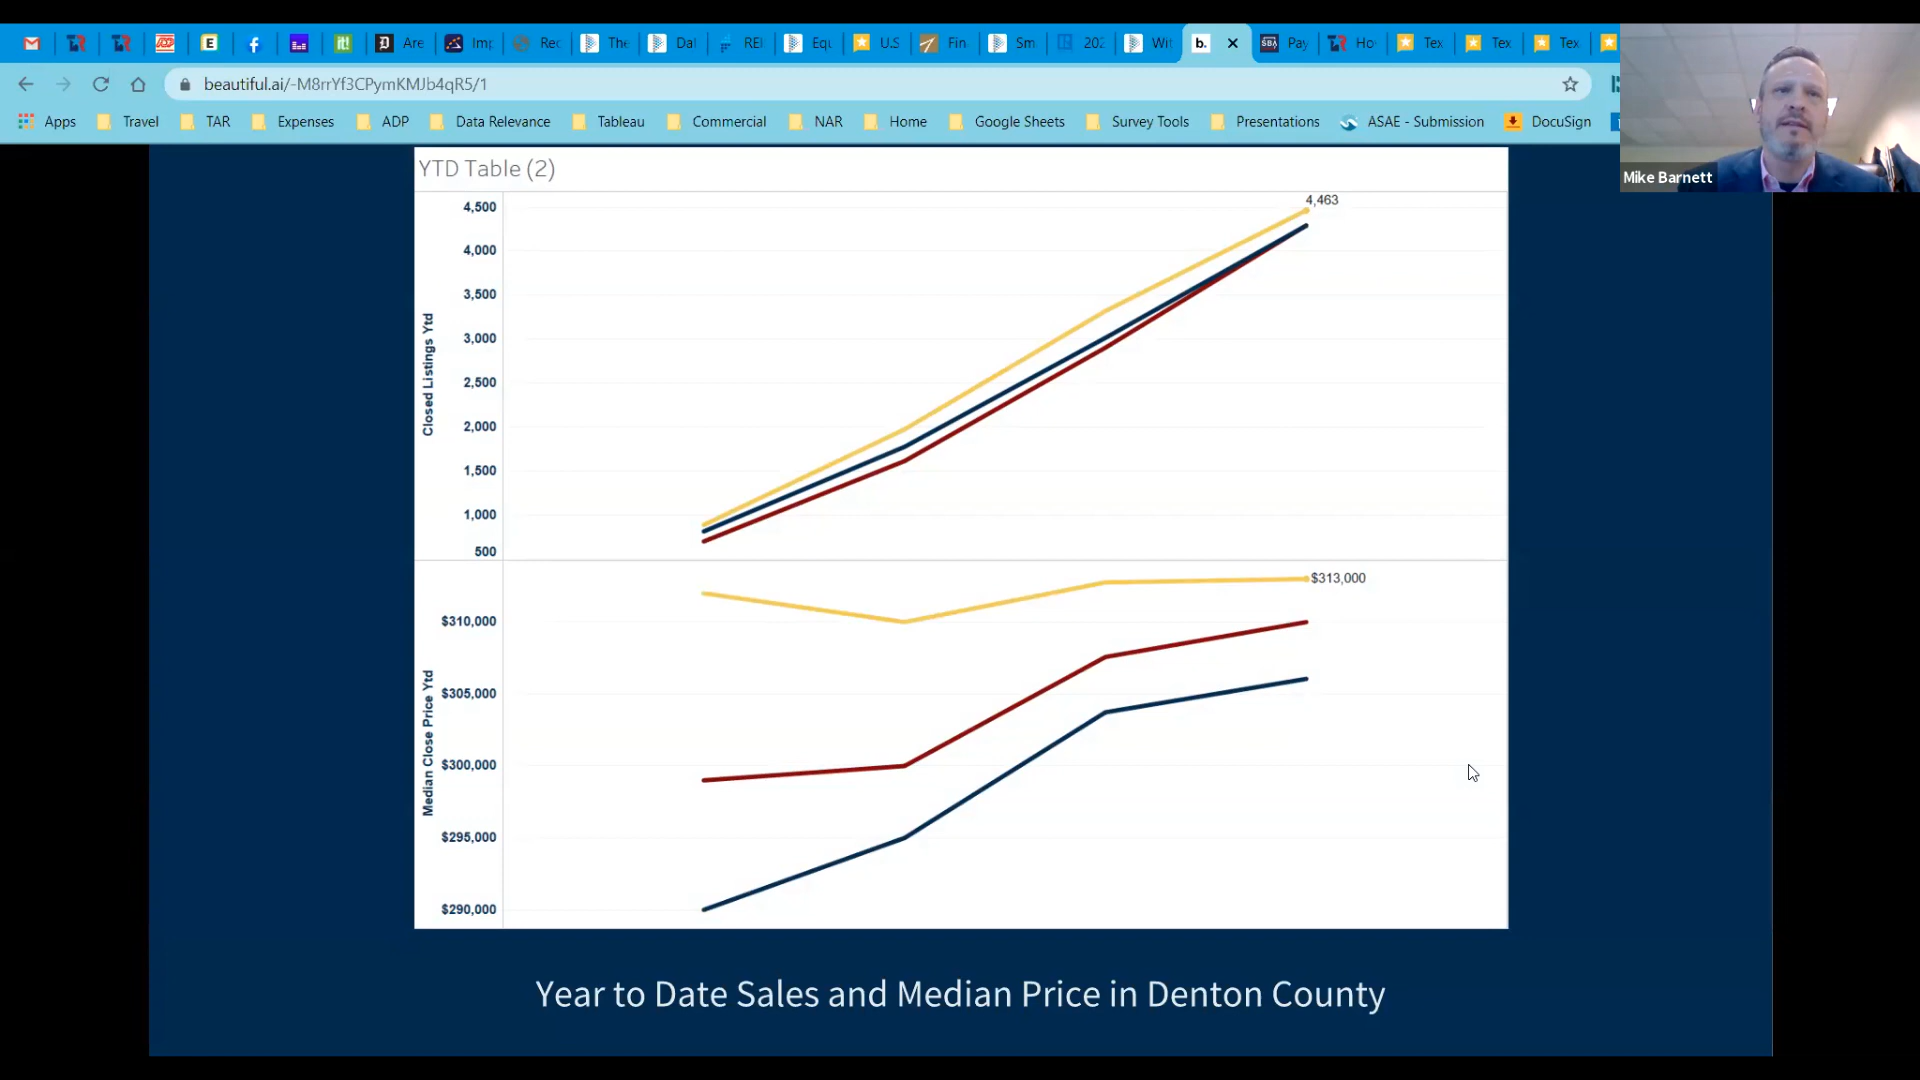 Are
Imp
Rec
The
Dal
REI
Equ
U.S
Fin
Sm
202
Wit
b.
SBA
Pay
Ho
Tex
Tex
Tex
beautiful.ai/-M8rrYf3CPymKMJb4qR5/1
Apps
Travel
TAR
Expenses
ADP
Data Relevance
Tableau
Commercial
NAR
Home
Google Sheets
Survey Tools
Presentations
ASAE - Submission
DocuSign
Mike Barnett
YTD Table (2)
Closed Listings Ytd
4,500
4,000
3,500
3,000
2,500
2,000
1,500
1,000
500
4,463
Median Close Price Ytd
$310,000
$305,000
$300,000
$295,000
$290,000
$313,000
Year to Date Sales and Median Price in Denton County